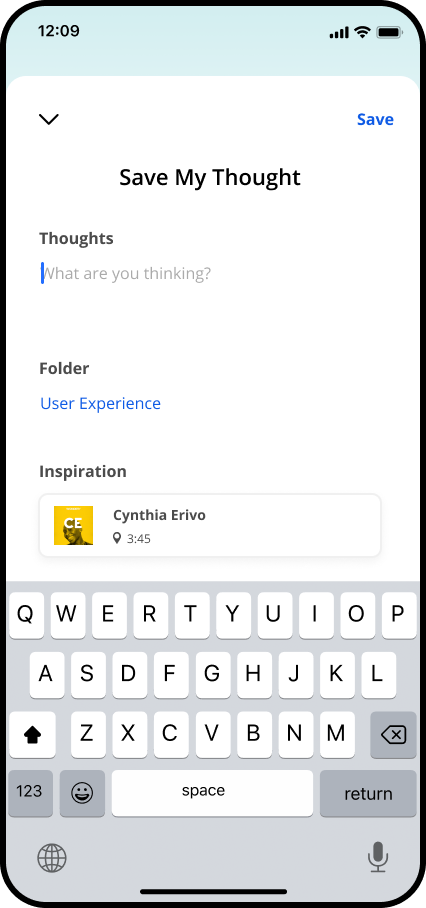 12:09
Save
Save My Thought
Thoughts
What are you thinking?
Folder
User Experience
Inspiration
CE
Cynthia Erivo
3:45
Q W E R T Y U I O P
A S D F G H J K L
Z X C V B N M
123 space return